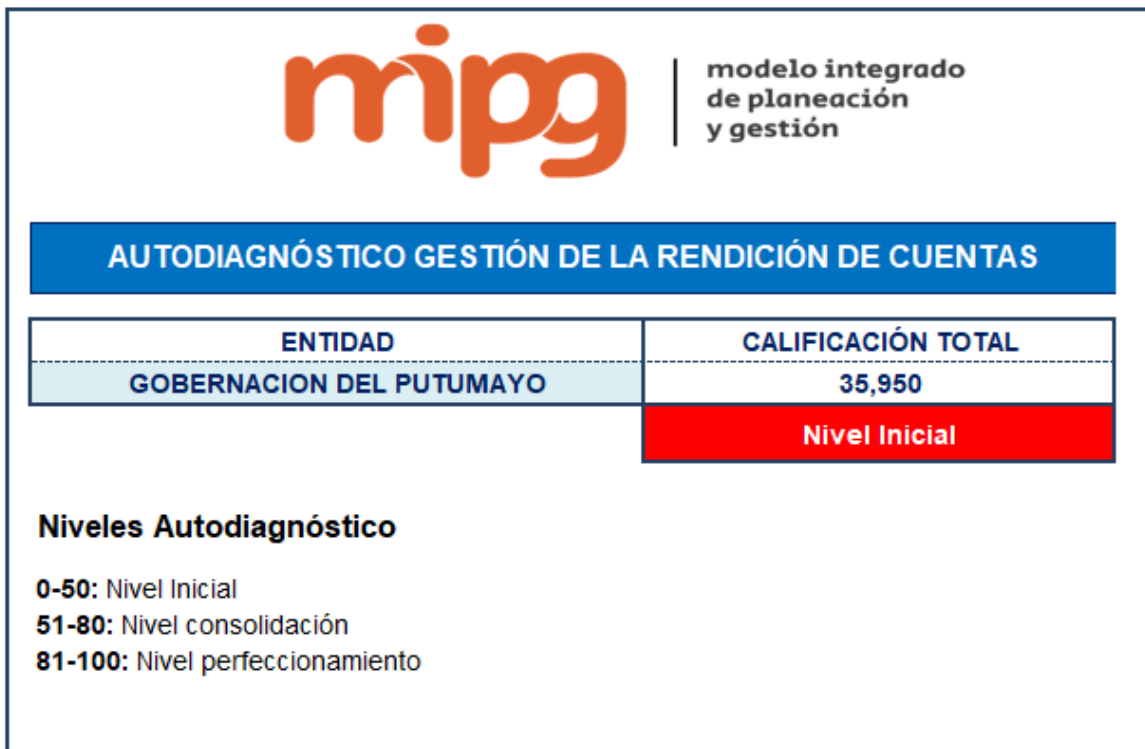 mipg
modelo integrado
de planeación
y gestión
AUTODIAGNÓSTICO GESTIÓN DE LA RENDICIÓN DE CUENTAS
ENTIDAD CALIFICACIÓN TOTAL
GOBERNACION DEL PUTUMAYO 35,950
Nivel Inicial
Niveles Autodiagnóstico
0-50: Nivel Inicial
51-80: Nivel consolidación
81-100: Nivel perfeccionamiento